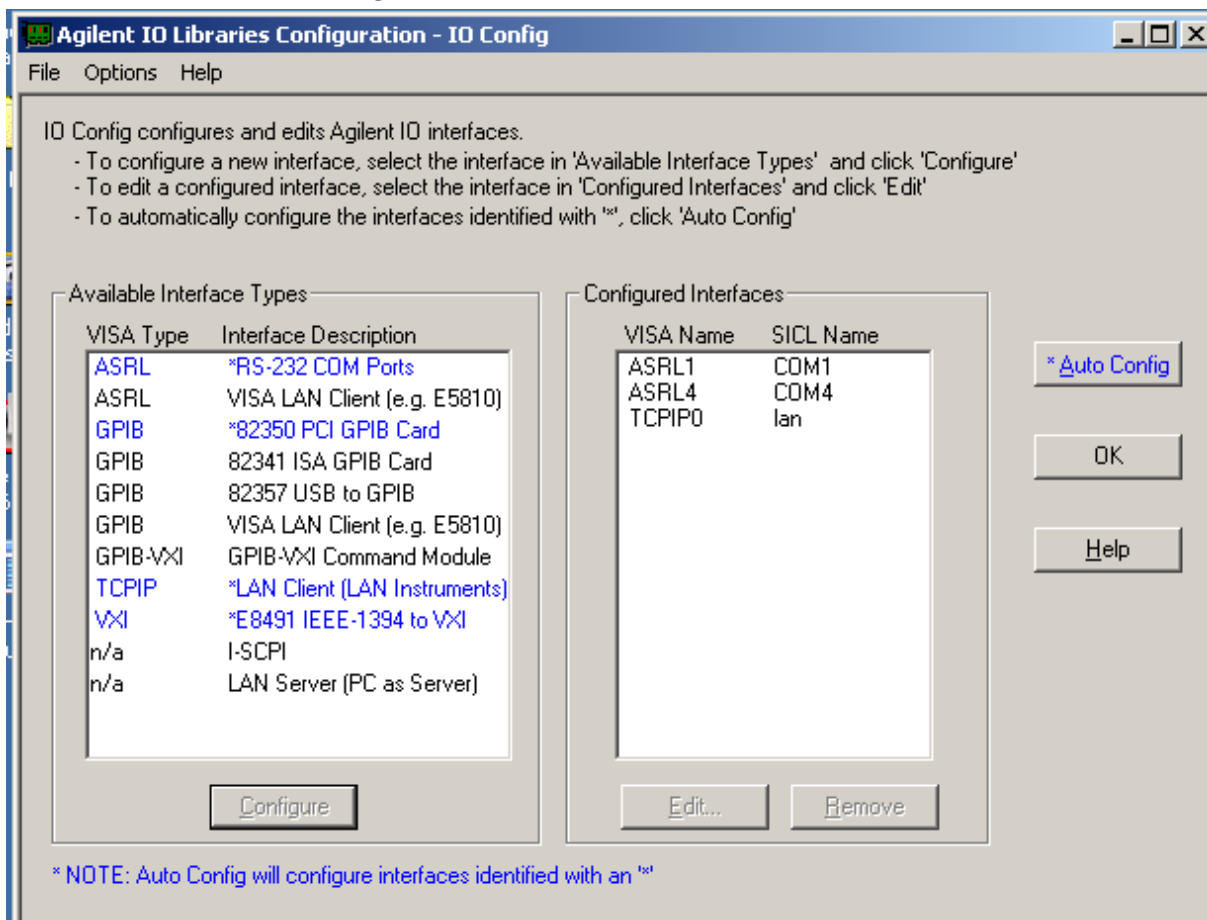 Agilent IO Libraries Configuration - IO Config
File Options Help
IO Config configures and edits Agilent IO interfaces.
- To configure a new interface, select the interface in 'Available Interface Types' and click 'Configure'
- To edit a configured interface, select the interface in 'Configured Interfaces' and click 'Edit'
- To automatically configure the interfaces identified with '*', click 'Auto Config'
Available Interface Types
VISA Type Interface Description
ASRL *RS-232 COM Ports
ASRL VISA LAN Client (e.g. E5810)
GPIB *82350 PCI GPIB Card
GPIB 82341 ISA GPIB Card
GPIB 82357 USB to GPIB
GPIB VISA LAN Client (e.g. E5810)
GPIB-VXI GPIB-VXI Command Module
TCPIP *LAN Client (LAN Instruments)
VXI *E8491 IEEE-1394 to VXI
n/a I-SCPI
n/a LAN Server (PC as Server)
Configure
Configured Interfaces
VISA Name SICL Name
ASRL1 COM1
ASRL4 COM4
TCPIP0 lan
Edit... Remove
* Auto Config
OK
Help
* NOTE: Auto Config will configure interfaces identified with an '*'